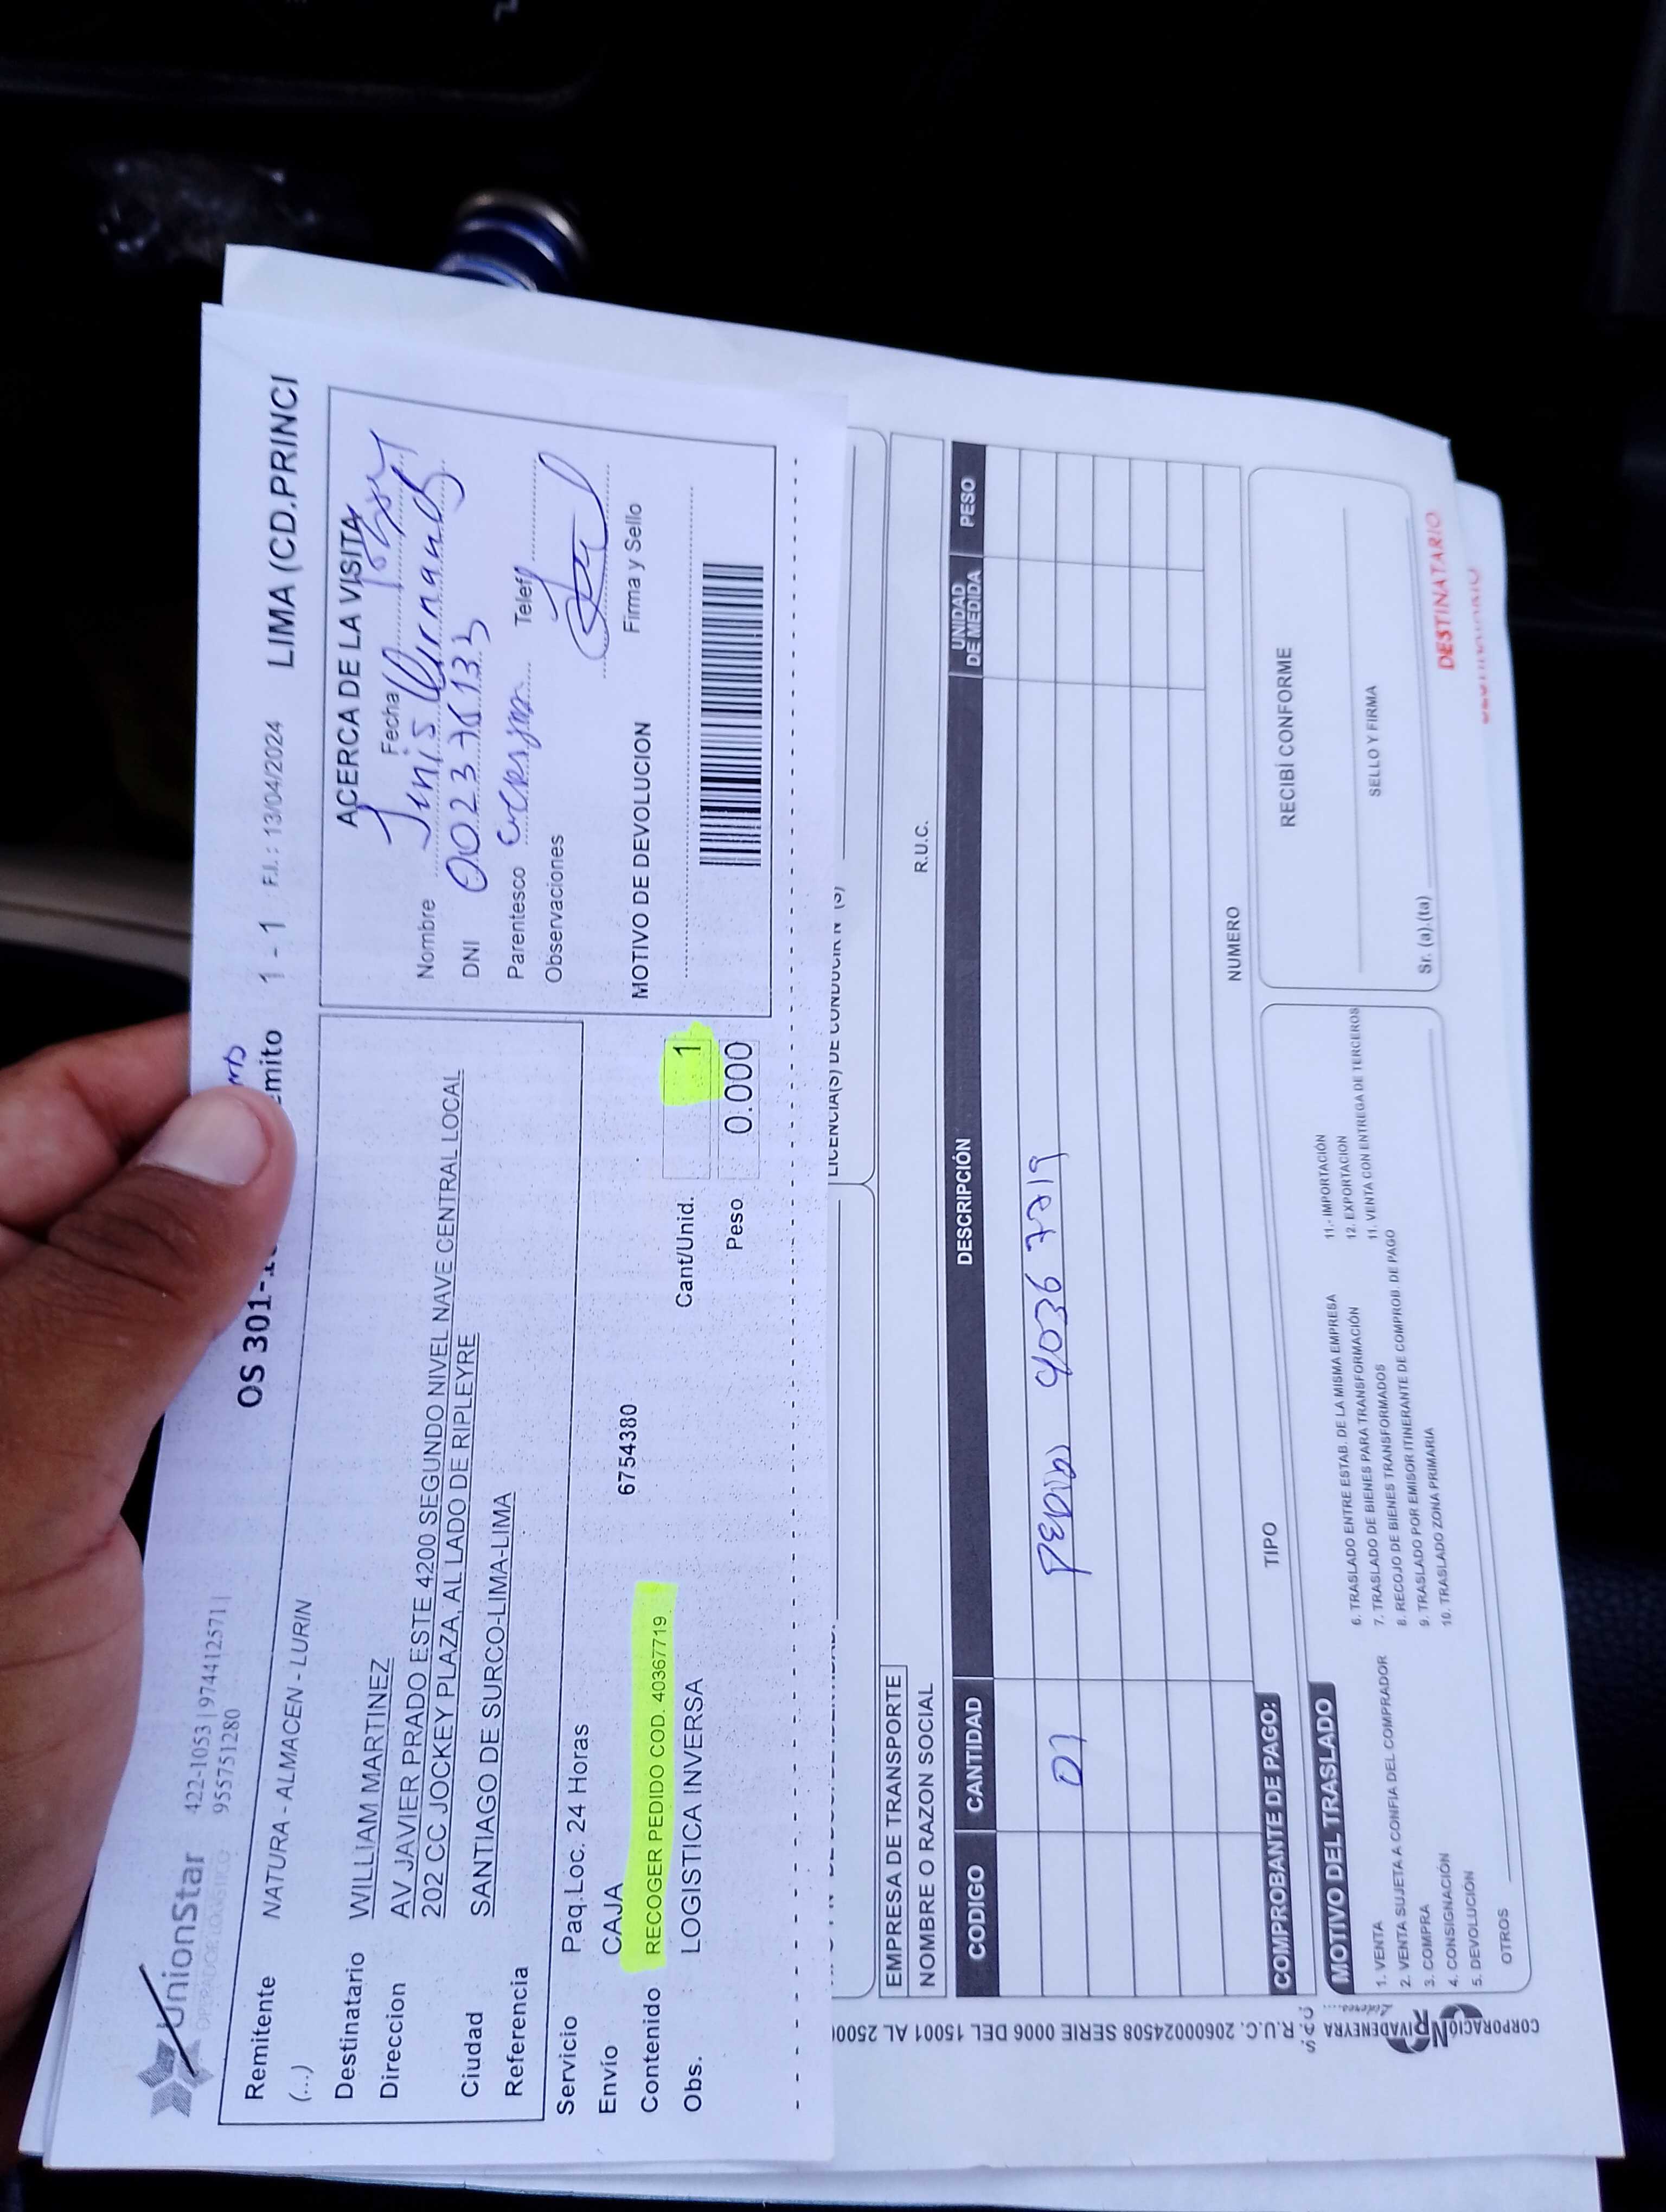 UnionStar
OPERADOR LOGISTICO
422-1053 | 974412571 |
955751280
OS 301-
1 - 1 F.I. : 13/04/2024 LIMA (CD.PRINCI
Remitente NATURA - ALMACEN - LURIN
(...)
Destinatario WILLIAM MARTINEZ
Direccion AV JAVIER PRADO ESTE 4200 SEGUNDO NIVEL NAVE CENTRAL LOCAL
202 CC JOCKEY PLAZA, AL LADO DE RIPLEYRE
Ciudad SANTIAGO DE SURCO-LIMA-LIMA
Referencia
Servicio Paq.Loc. 24 Horas
Envío CAJA 6754380
Contenido RECOGER PEDIDO COD. 40367719
Obs. : LOGISTICA INVERSA
Cant/Unid. 1
Peso 0.000
ACERCA DE LA VISITA
Fecha
Nombre
DNI 002376133
Parentesco Telef
Observaciones
Firma y Sello
MOTIVO DE DEVOLUCION
LICENCIA(S) DE CONDUCIR N° (S)
EMPRESA DE TRANSPORTE
NOMBRE O RAZON SOCIAL R.U.C.
CODIGO CANTIDAD DESCRIPCIÓN UNIDAD DE MEDIDA PESO
01 PEDIDO 40367719
COMPROBANTE DE PAGO: TIPO NUMERO
MOTIVO DEL TRASLADO
1. VENTA
2. VENTA SUJETA A CONFIA DEL COMPRADOR
3. COMPRA
4. CONSIGNACIÓN
5. DEVOLUCIÓN
OTROS
6. TRASLADO ENTRE ESTAB. DE LA MISMA EMPRESA
7. TRASLADO DE BIENES PARA TRANSFORMACIÓN
8. RECOJO DE BIENES TRANSFORMADOS
9. TRASLADO POR EMISOR ITINERANTE DE COMPROB. DE PAGO
10. TRASLADO ZONA PRIMARIA
11.- IMPORTACIÓN
12. EXPORTACION
11. VENTA CON ENTREGA DE TERCEROS
RECIBÍ CONFORME
SELLO Y FIRMA
Sr. (a).(ta)
DESTINATARIO
CORPORACIÓN RIVADENEYRA S.A.C. R.U.C. 20600024508 SERIE 0006 DEL 15001 AL 2500